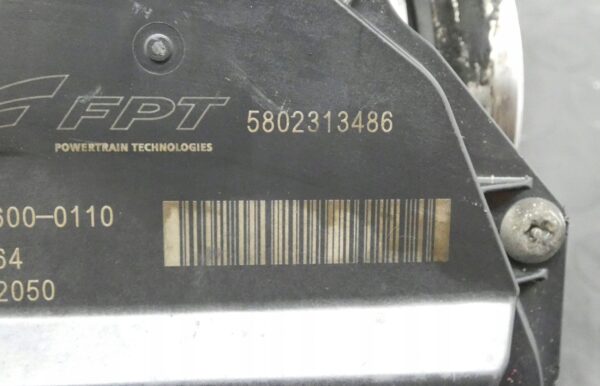 FPT 5802313486
POWERTRAIN TECHNOLOGIES
600-0110
64
2050